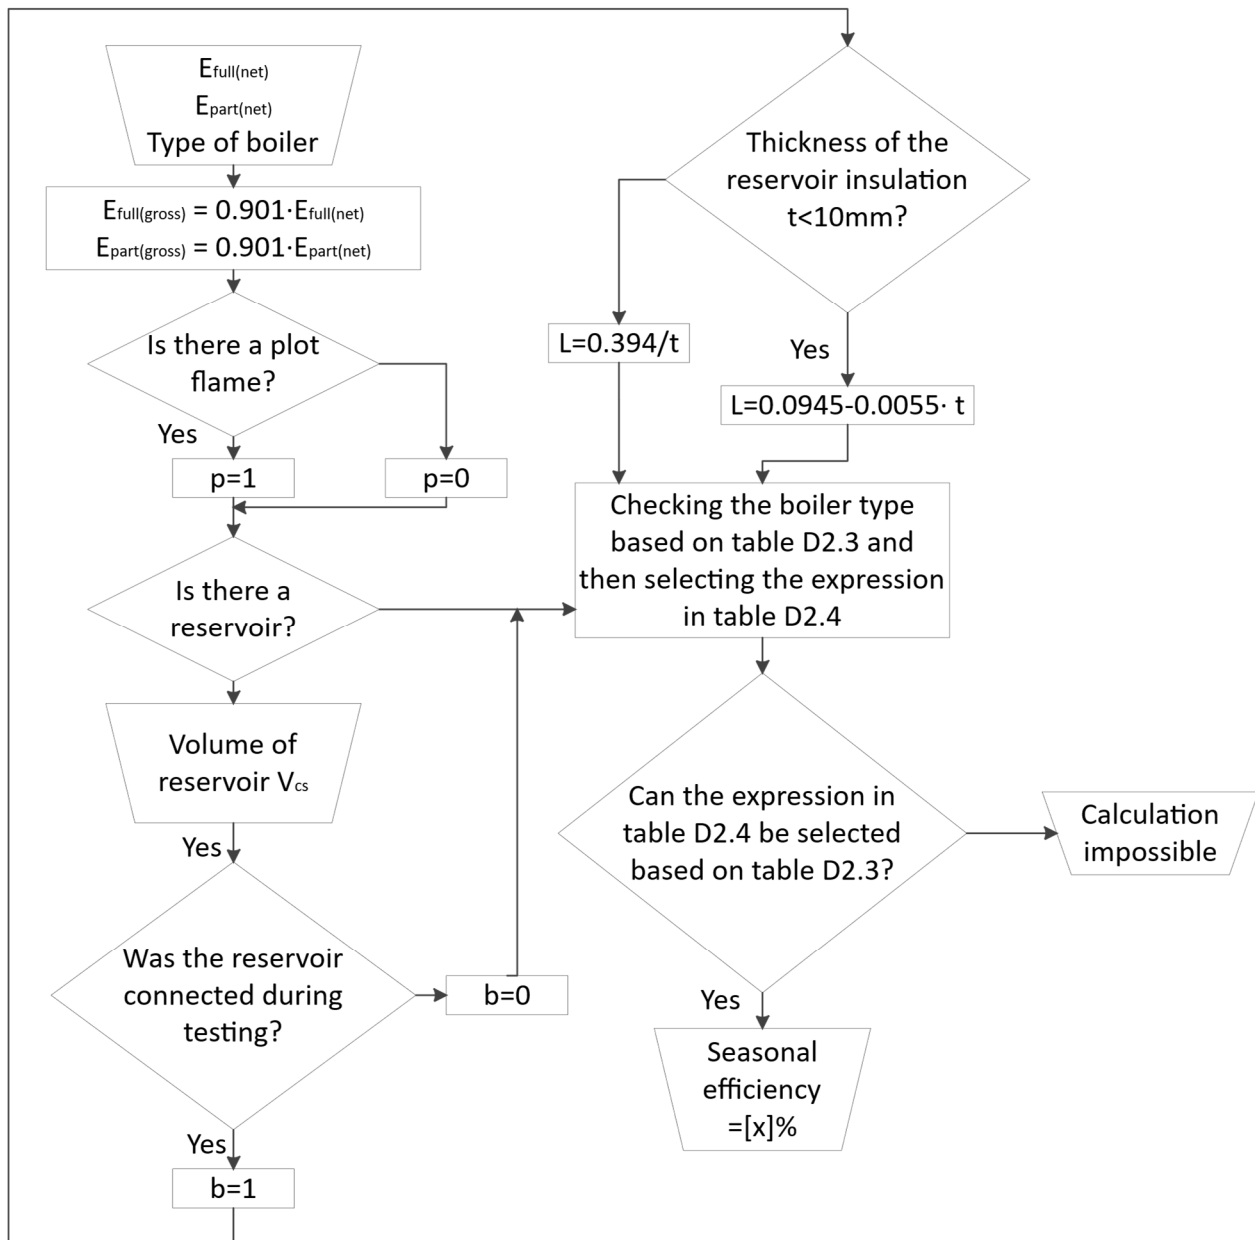 Efull(net)
Epart(net)
Type of boiler
Efull(gross) = 0.901·Efull(net)
Epart(gross) = 0.901·Epart(net)
Is there a plot
flame?
Yes
p=1
p=0
Is there a
reservoir?
Volume of
reservoir Vcs
Yes
Was the reservoir
connected during
testing?
b=0
Yes
b=1
Thickness of the
reservoir insulation
t<10mm?
L=0.394/t
Yes
L=0.0945-0.0055· t
Checking the boiler type
based on table D2.3 and
then selecting the expression
in table D2.4
Can the expression in
table D2.4 be selected
based on table D2.3?
Calculation
impossible
Yes
Seasonal
efficiency
=[x]%